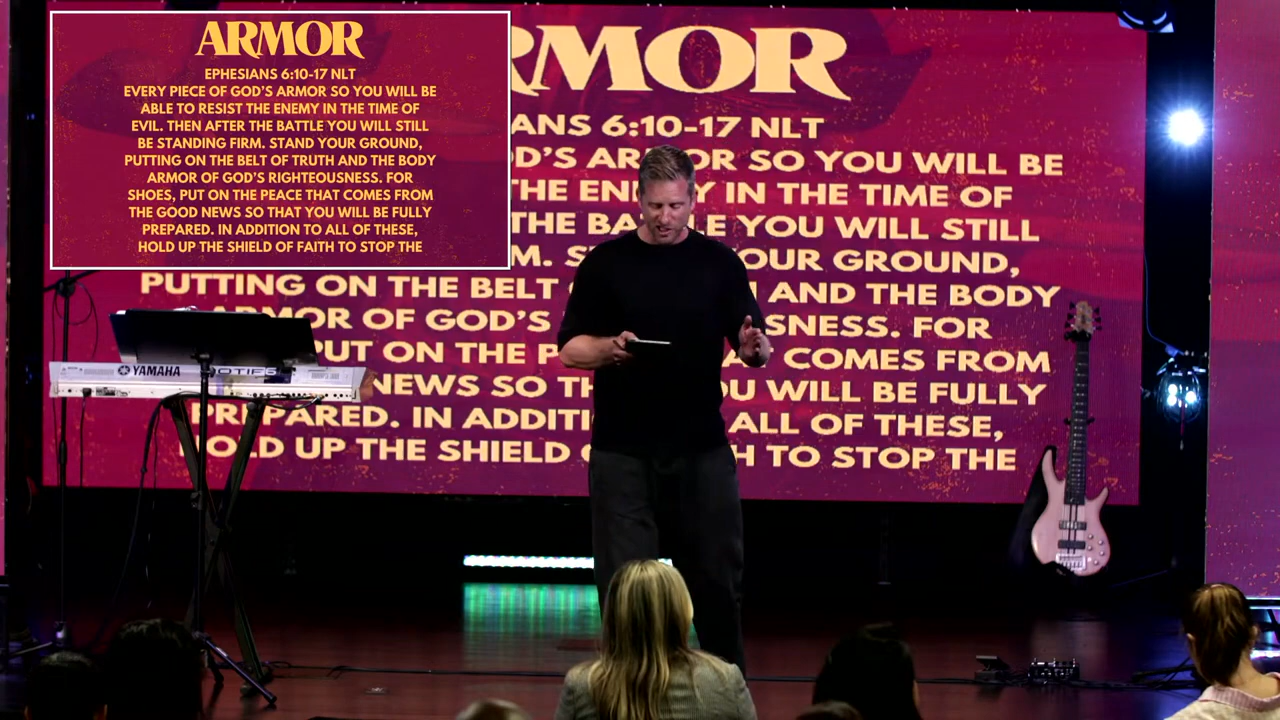 ARMOR
EPHESIANS 6:10-17 NLT
EVERY PIECE OF GOD'S ARMOR SO YOU WILL BE
ABLE TO RESIST THE ENEMY IN THE TIME OF
EVIL. THEN AFTER THE BATTLE YOU WILL STILL
BE STANDING FIRM. STAND YOUR GROUND,
PUTTING ON THE BELT OF TRUTH AND THE BODY
ARMOR OF GOD'S RIGHTEOUSNESS. FOR
SHOES, PUT ON THE PEACE THAT COMES FROM
THE GOOD NEWS SO THAT YOU WILL BE FULLY
PREPARED. IN ADDITION TO ALL OF THESE,
HOLD UP THE SHIELD OF FAITH TO STOP THE
RMOR
ANS 6:10-17 NLT
OD'S AR OR SO YOU WILL BE
THE ENE Y IN THE TIME OF
THE BA LE YOU WILL STILL
M. S OUR GROUND,
PUTTING ON THE BELT AND THE BODY
ARMOR OF GOD'S SNESS. FOR
PUT ON THE P A COMES FROM
NEWS SO TH OU WILL BE FULLY
PREPARED. IN ADDITI ALL OF THESE,
HOLD UP THE SHIELD H TO STOP THE
YAMAHA
MOTIF6